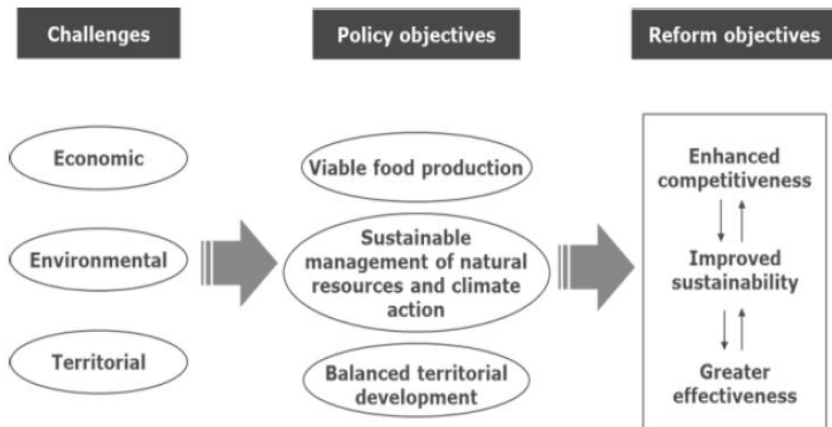 Challenges
Policy objectives
Reform objectives
Economic
Environmental
Territorial
Viable food production
Sustainable
management of natural
resources and climate
action
Balanced territorial
development
Enhanced
competitiveness
Improved
sustainability
Greater
effectiveness